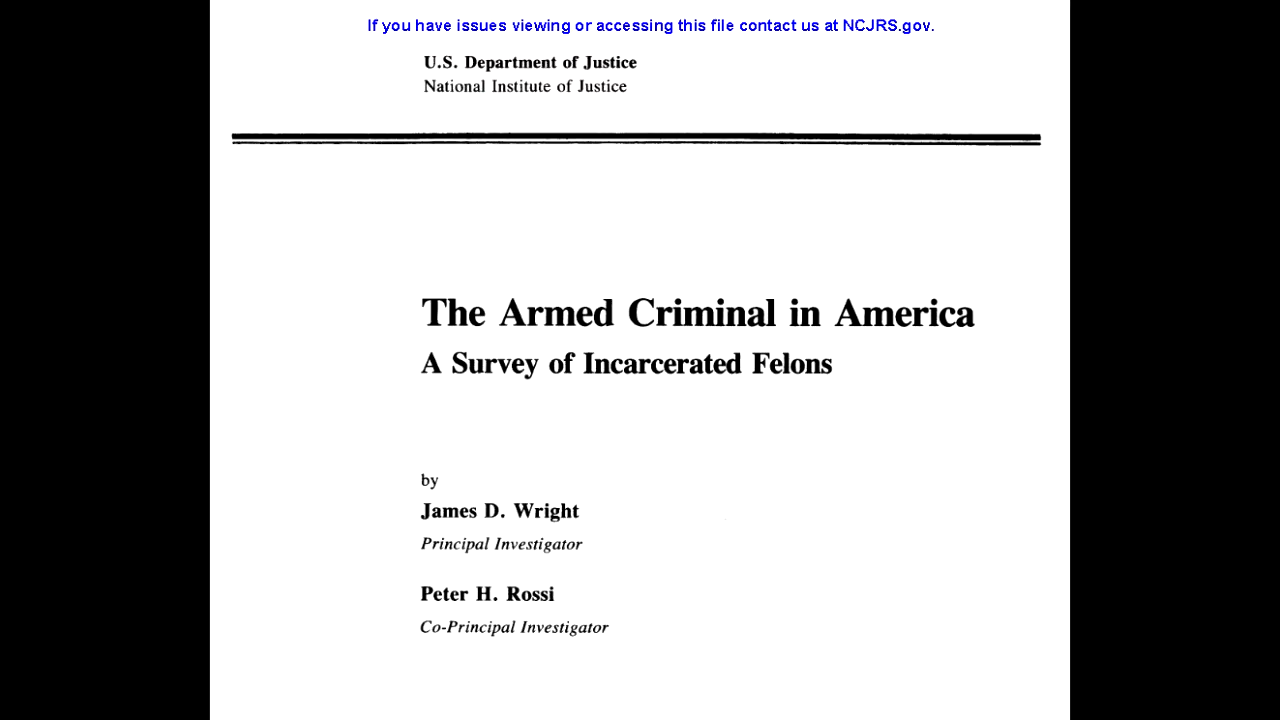 If you have issues viewing or accessing this file contact us at NCJRS.gov.
U.S. Department of Justice
National Institute of Justice
The Armed Criminal in America
A Survey of Incarcerated Felons
by
James D. Wright
Principal Investigator
Peter H. Rossi
Co-Principal Investigator